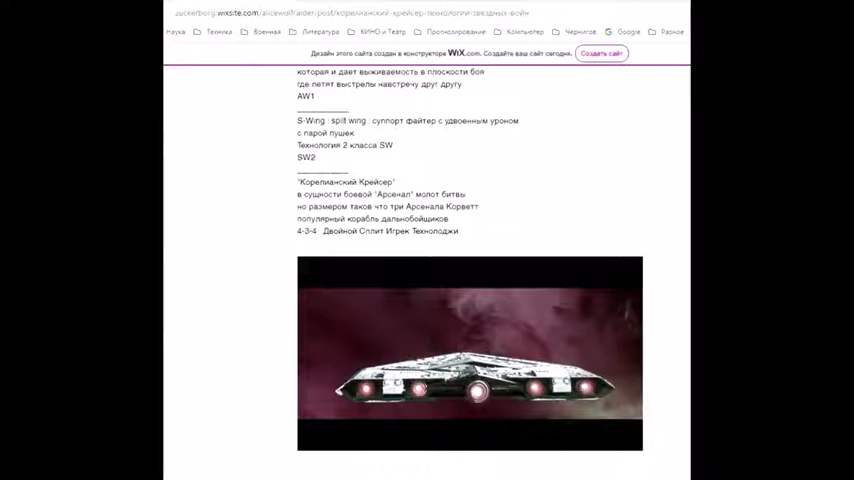 zuckerborg.wixsite.com/alicewolfraider/post/корелианский-крейсер-технологии-звездных-войн
Наука Техника Военная Литература КИНО и Театр Прогнозирование Компьютер Чернигов Google Разное
Дизайн этого сайта создан в конструкторе WiX.com. Создайте ваш сайт сегодня. Создать сайт
которая и дает выживаемость в плоскости боя
где летят выстрелы навстречу друг другу
AW1
S-Wing : split wing : суппорт файтер с удвоенным уроном
с парой пушек
Технология 2 класса SW
SW2
"Корелианский Крейсер"
в сущности боевой "Арсенал" молот битвы
но размером таков что три Арсенала Корветт
популярный корабль дальнобойщиков
4-3-4 Двойной Сплит Игрек Технолоджи